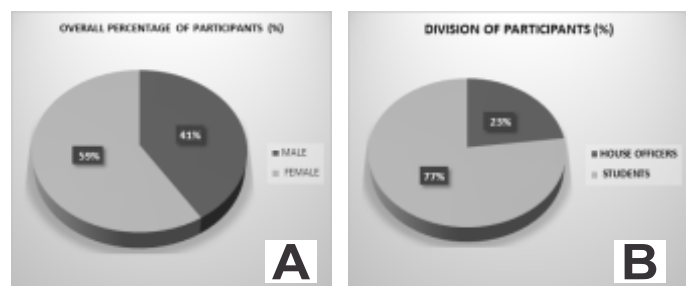 OVERALL PERCENTAGE OF PARTICIPANTS (%)
41%
59%
MALE
FEMALE
A
DIVISION OF PARTICIPANTS (%)
23%
77%
HOUSE OFFICERS
STUDENTS
B